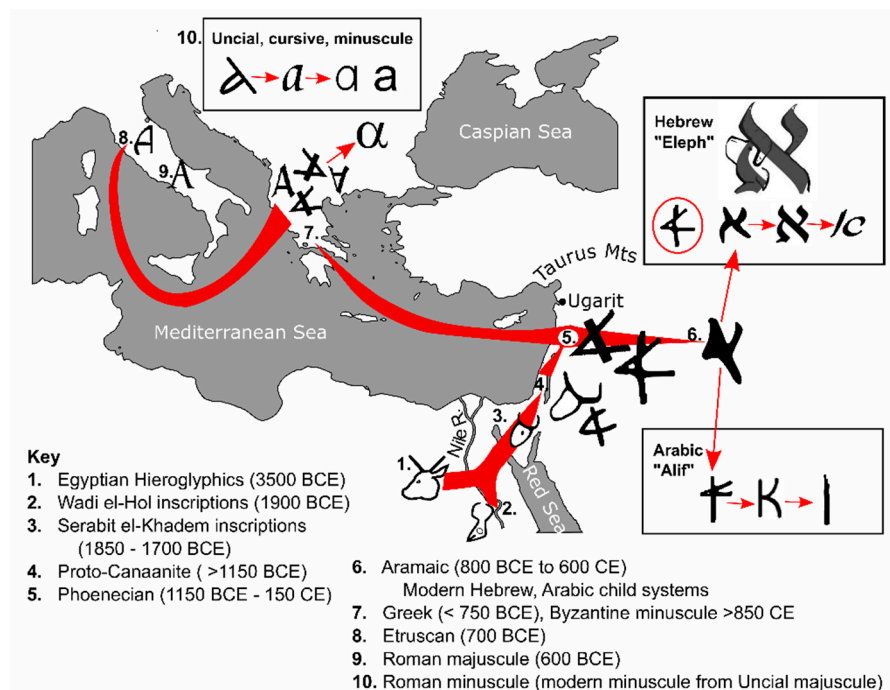 10. Uncial, cursive, minuscule
a a a
Caspian Sea
Hebrew
"Eleph"
א א ן כ
8. A
9. A
A ∀ α
7.
Taurus Mts
Ugarit
Mediterranean Sea
5.
6.
4.
3.
Nile R.
1.
2.
Red Sea
Arabic
"Alif"
K
Key
1. Egyptian Hieroglyphics (3500 BCE)
2. Wadi el-Hol inscriptions (1900 BCE)
3. Serabit el-Khadem inscriptions
(1850 - 1700 BCE)
4. Proto-Canaanite ( >1150 BCE)
5. Phoenecian (1150 BCE - 150 CE)
6. Aramaic (800 BCE to 600 CE)
Modern Hebrew, Arabic child systems
7. Greek (< 750 BCE), Byzantine minuscule >850 CE
8. Etruscan (700 BCE)
9. Roman majuscule (600 BCE)
10. Roman minuscule (modern minuscule from Uncial majuscule)